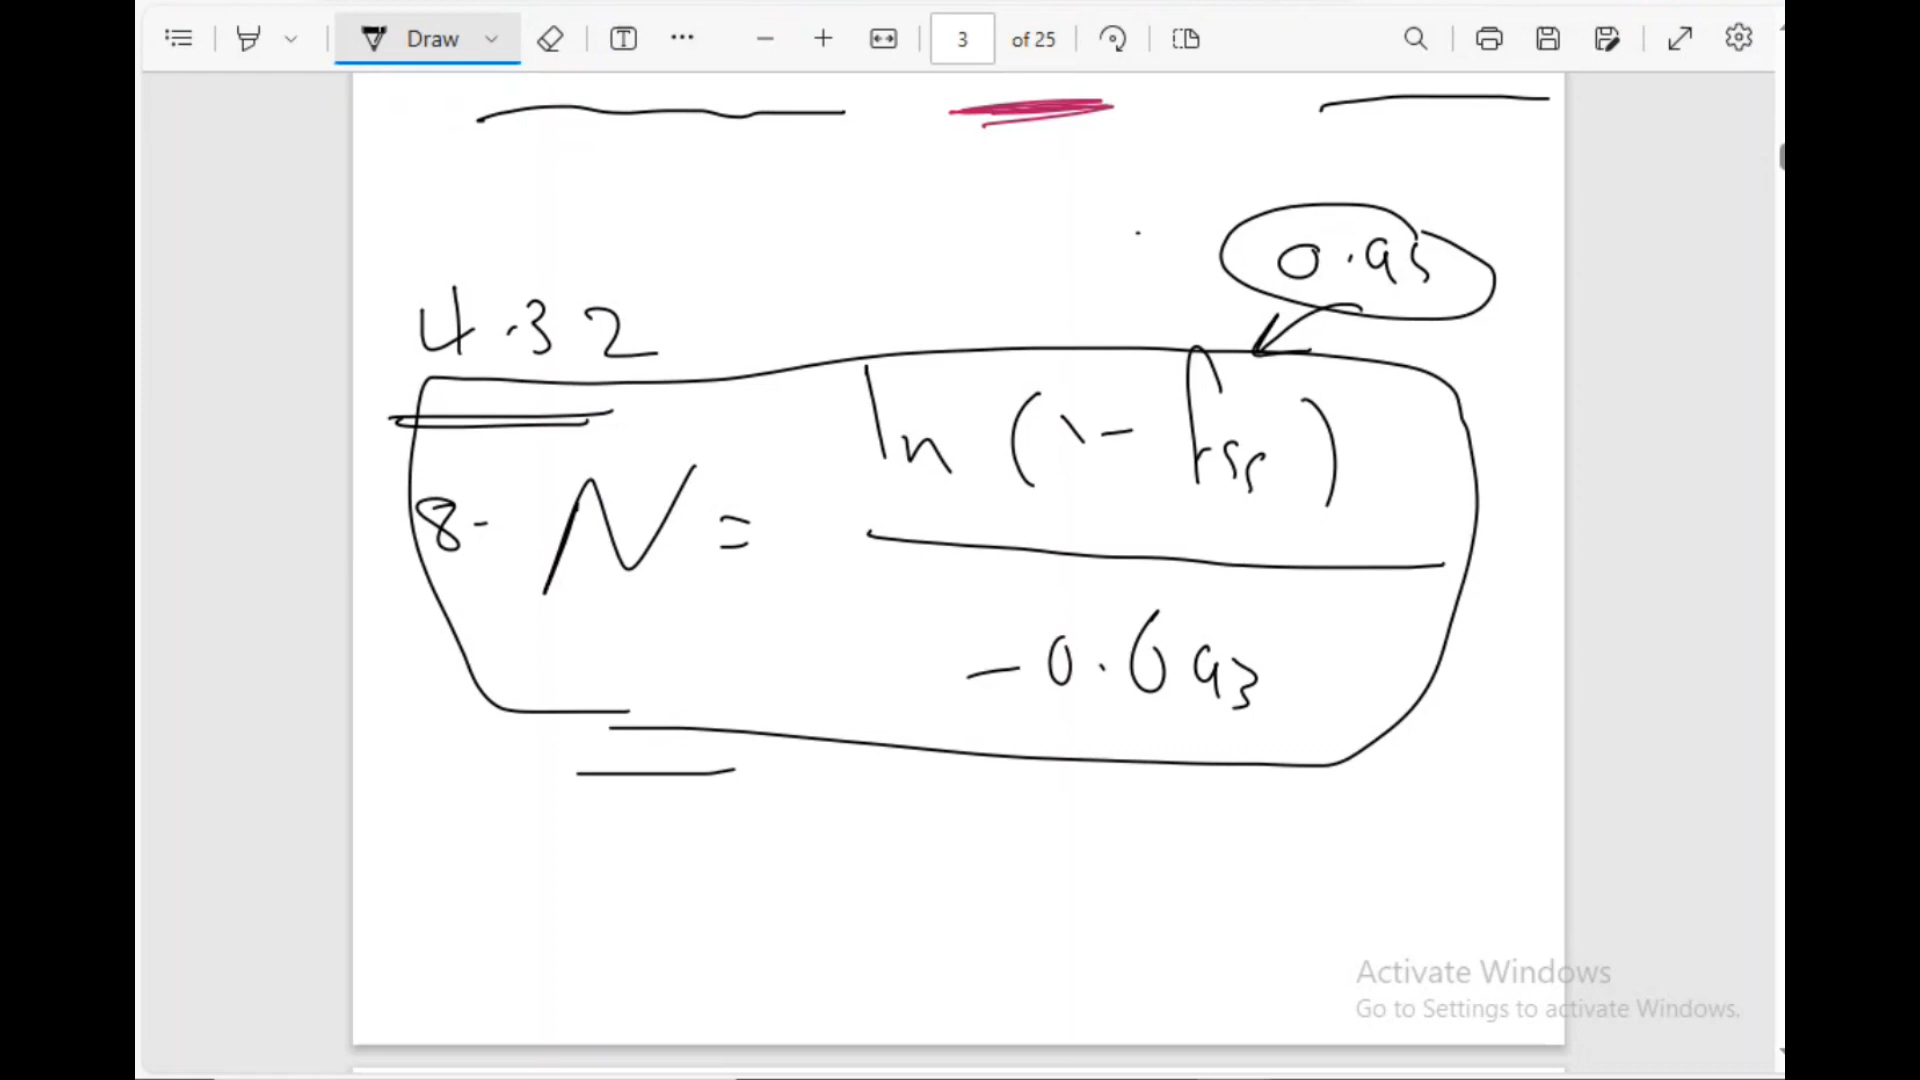 Draw 3 of 25
0.95
4.32
8- N = ln (1- fss)
-0.693
Activate Windows
Go to Settings to activate Windows.